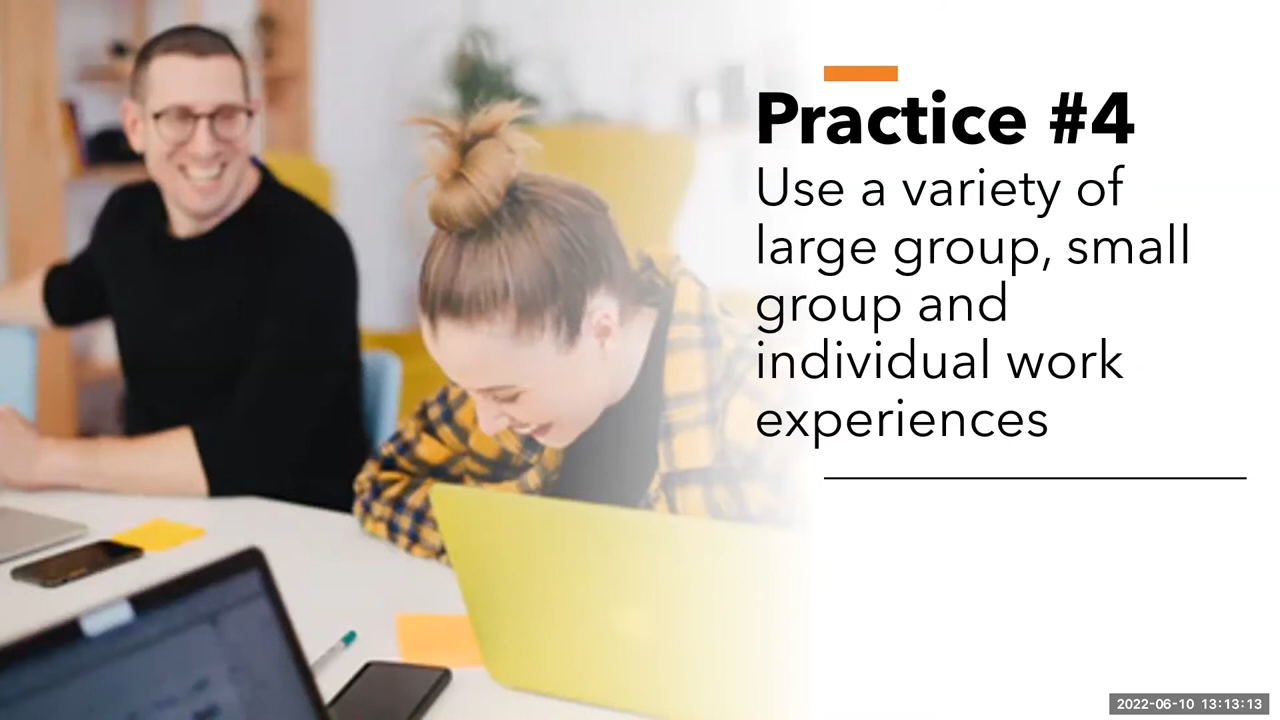 Practice #4
Use a variety of
large group, small
group and
individual work
experiences
2022-06-10 13:13:13